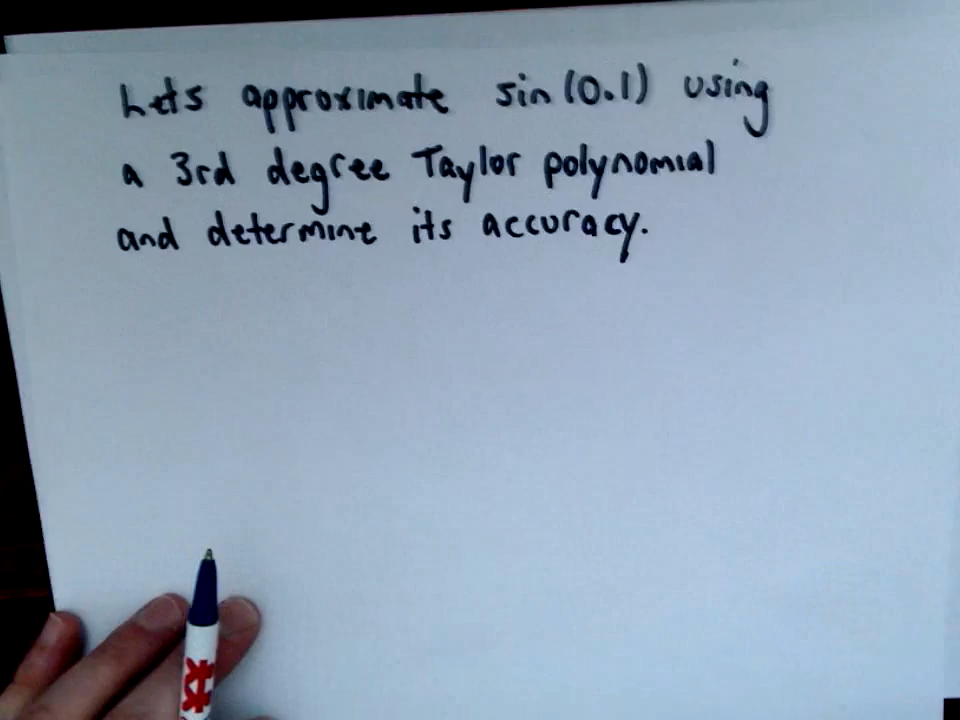 Lets approximate sin(0.1) using
a 3rd degree Taylor polynomial
and determine its accuracy.